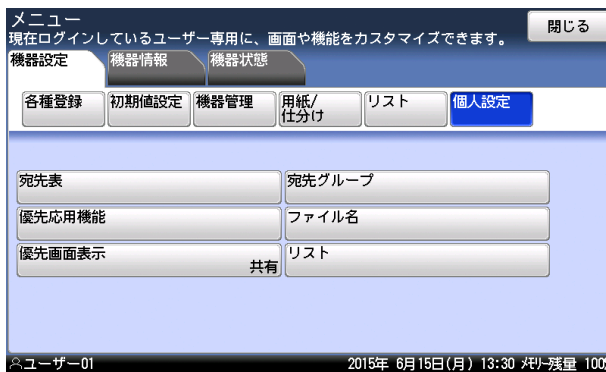 メニュー
現在ログインしているユーザー専用に、画面や機能をカスタマイズできます。
閉じる
機器設定 機器情報 機器状態
各種登録 初期値設定 機器管理 用紙/
仕分け リスト 個人設定
宛先表 宛先グループ
優先応用機能 ファイル名
優先画面表示 リスト
共有
ユーザー01 2015年 6月15日(月) 13:30 メモリー残量 100%